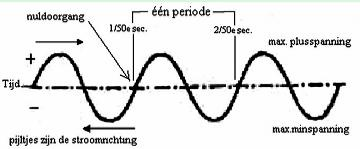 nuldoorgang
één periode
1/50e sec.
2/50e sec.
max. plusspanning
+
Tijd
−
max.minspanning
pijltjes zijn de stroomrichting